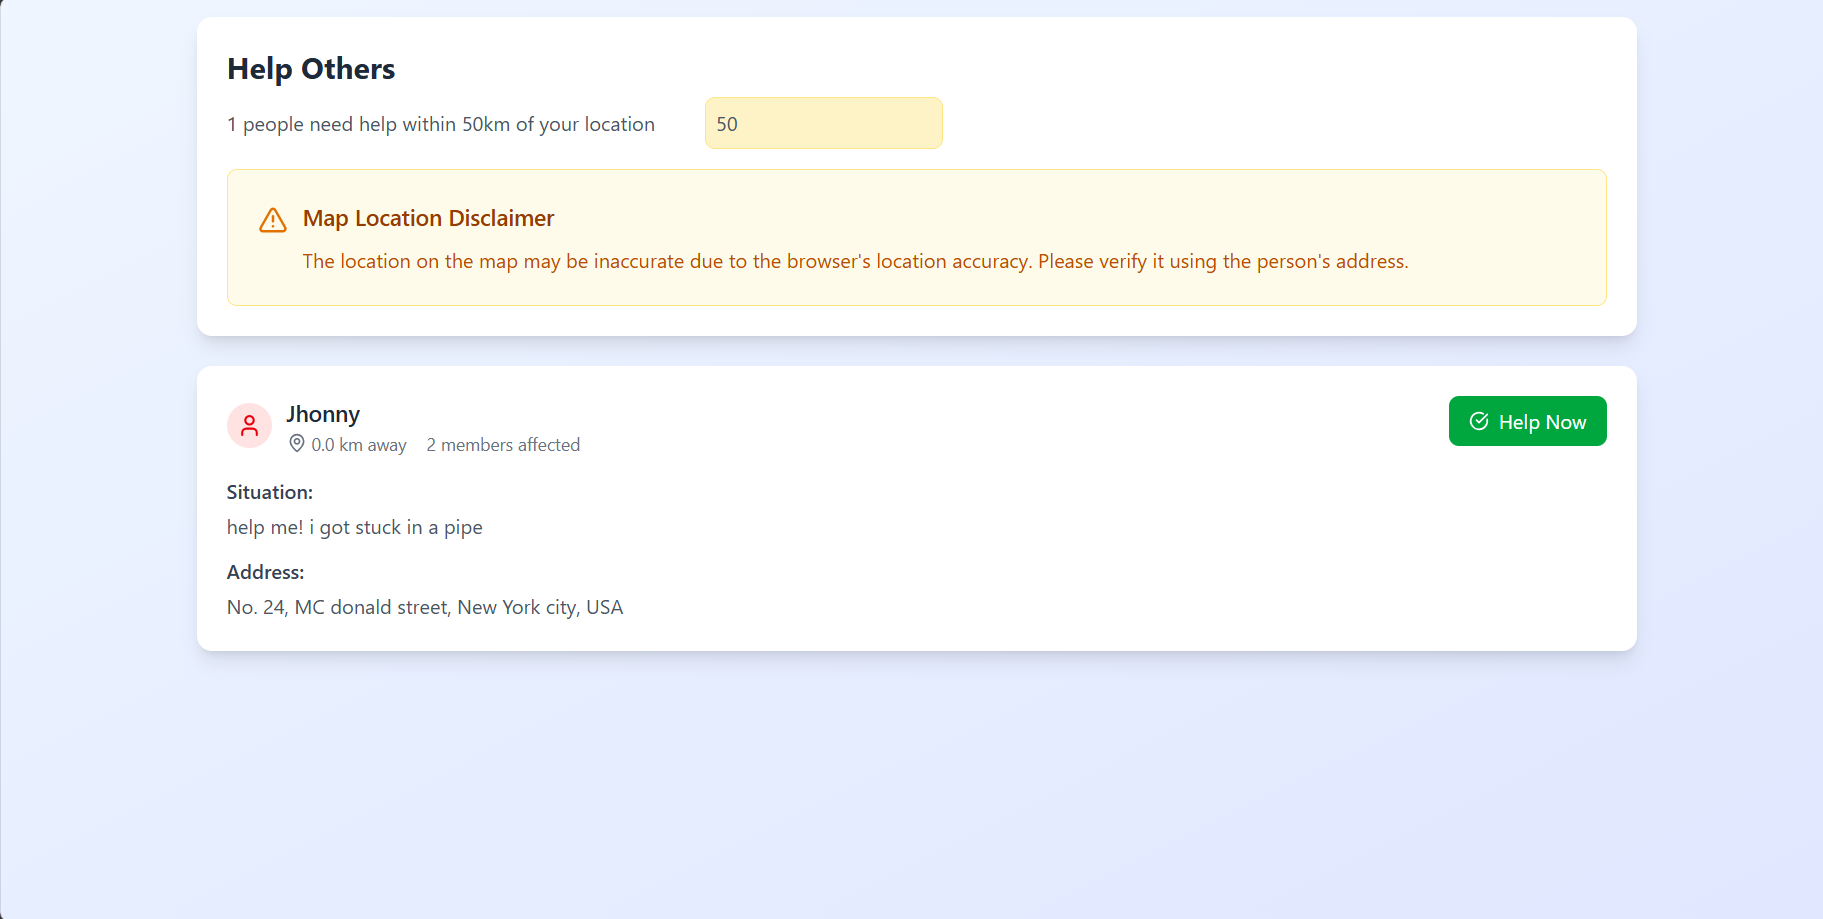 Help Others
1 people need help within 50km of your location
50
Map Location Disclaimer
The location on the map may be inaccurate due to the browser's location accuracy. Please verify it using the person's address.
Jhonny
0.0 km away 2 members affected
Help Now
Situation:
help me! i got stuck in a pipe
Address:
No. 24, MC donald street, New York city, USA